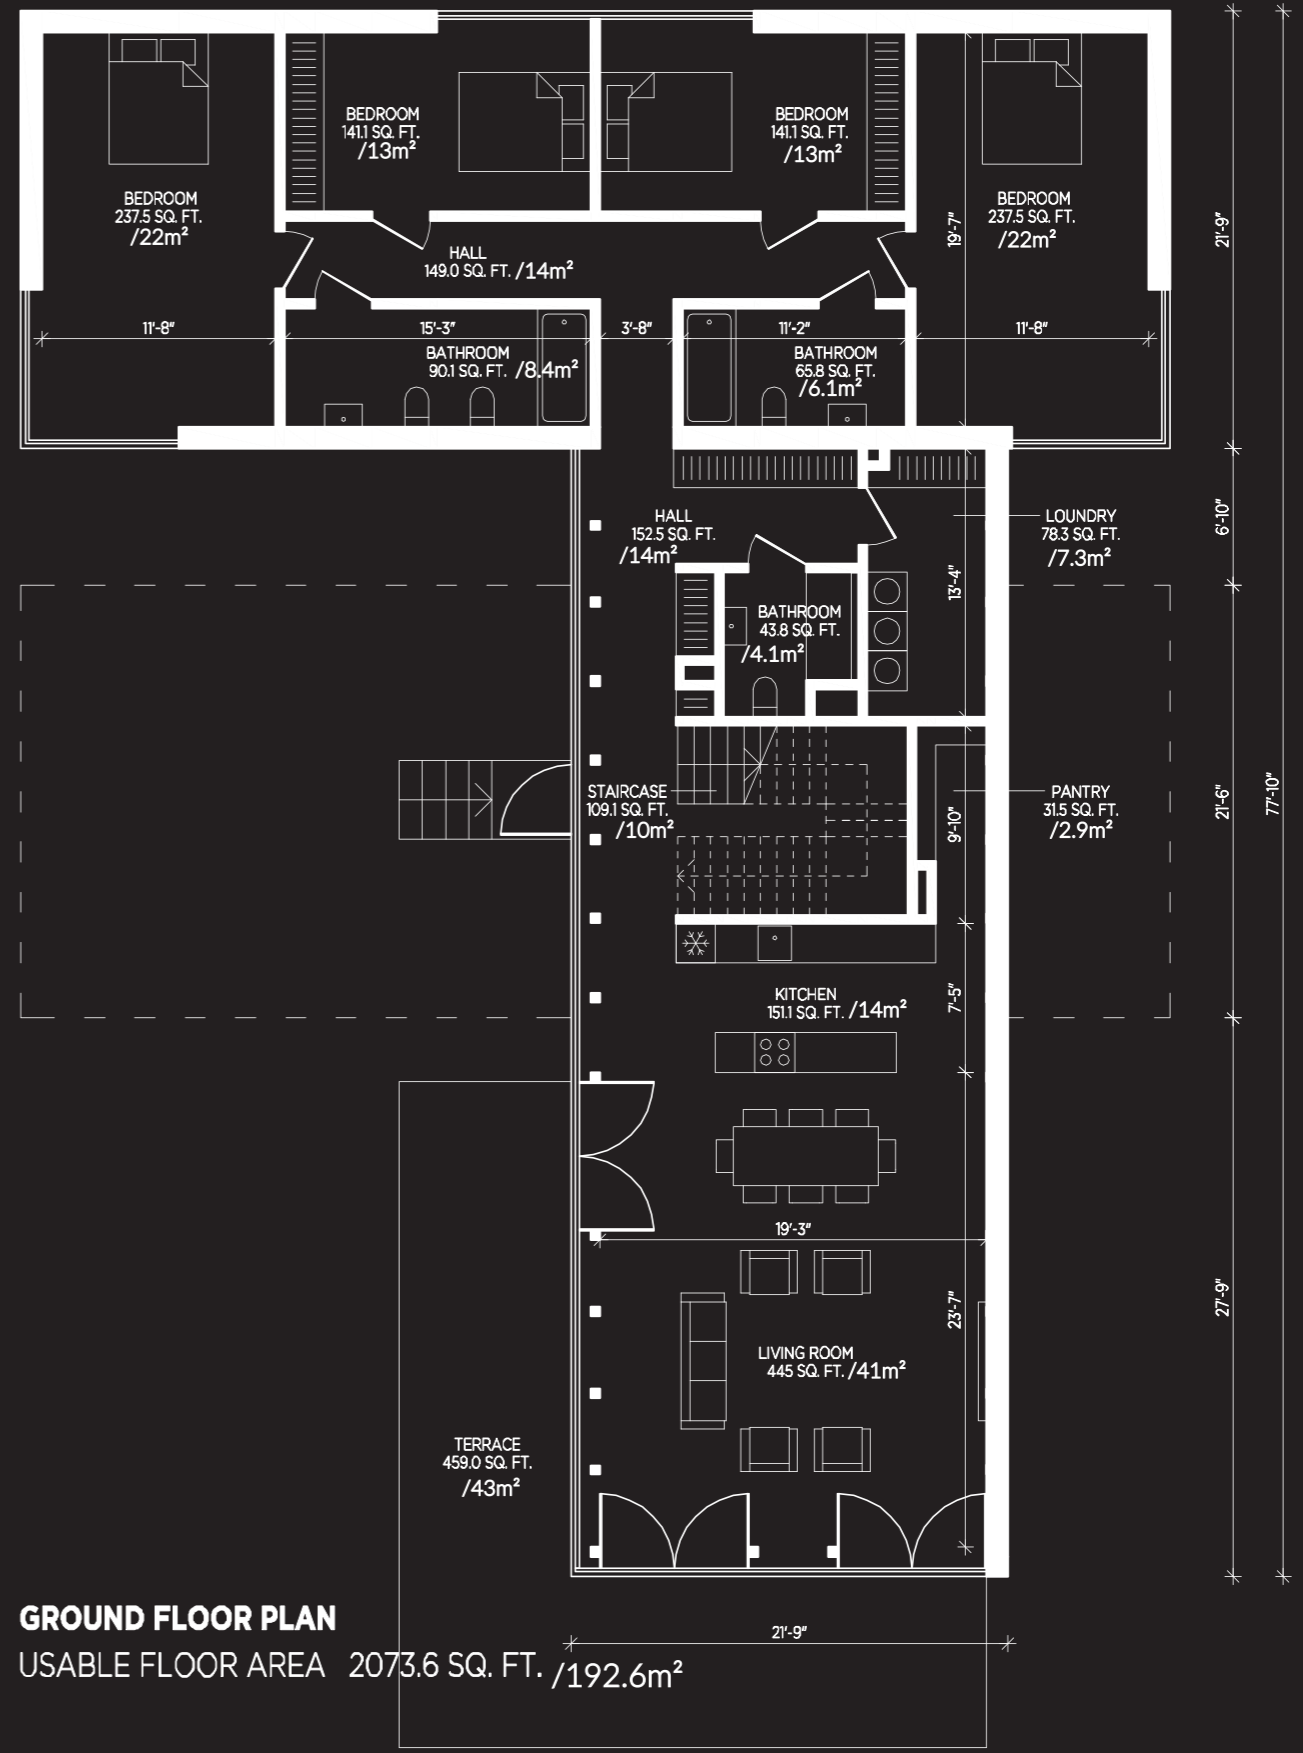 BEDROOM
141.1 SQ. FT.
/13m²
BEDROOM
141.1 SQ. FT.
/13m²
BEDROOM
237.5 SQ. FT.
/22m²
BEDROOM
237.5 SQ. FT.
/22m²
19'-7"
21'-9"
HALL
149.0 SQ. FT. /14m²
11'-8"
15'-3"
3'-8"
11'-2"
11'-8"
BATHROOM
90.1 SQ. FT. /8.4m²
BATHROOM
65.8 SQ. FT.
/6.1m²
HALL
152.5 SQ. FT.
/14m²
LOUNDRY
78.3 SQ. FT.
/7.3m²
6'-10"
13'-4"
BATHROOM
43.8 SQ. FT.
/4.1m²
STAIRCASE
109.1 SQ. FT.
/10m²
PANTRY
31.5 SQ. FT.
/2.9m²
9'-10"
21'-6"
77'-10"
KITCHEN
151.1 SQ. FT. /14m²
7'-5"
19'-3"
23'-7"
27'-9"
LIVING ROOM
445 SQ. FT. /41m²
TERRACE
459.0 SQ. FT.
/43m²
GROUND FLOOR PLAN
21'-9"
USABLE FLOOR AREA 2073.6 SQ. FT. /192.6m²